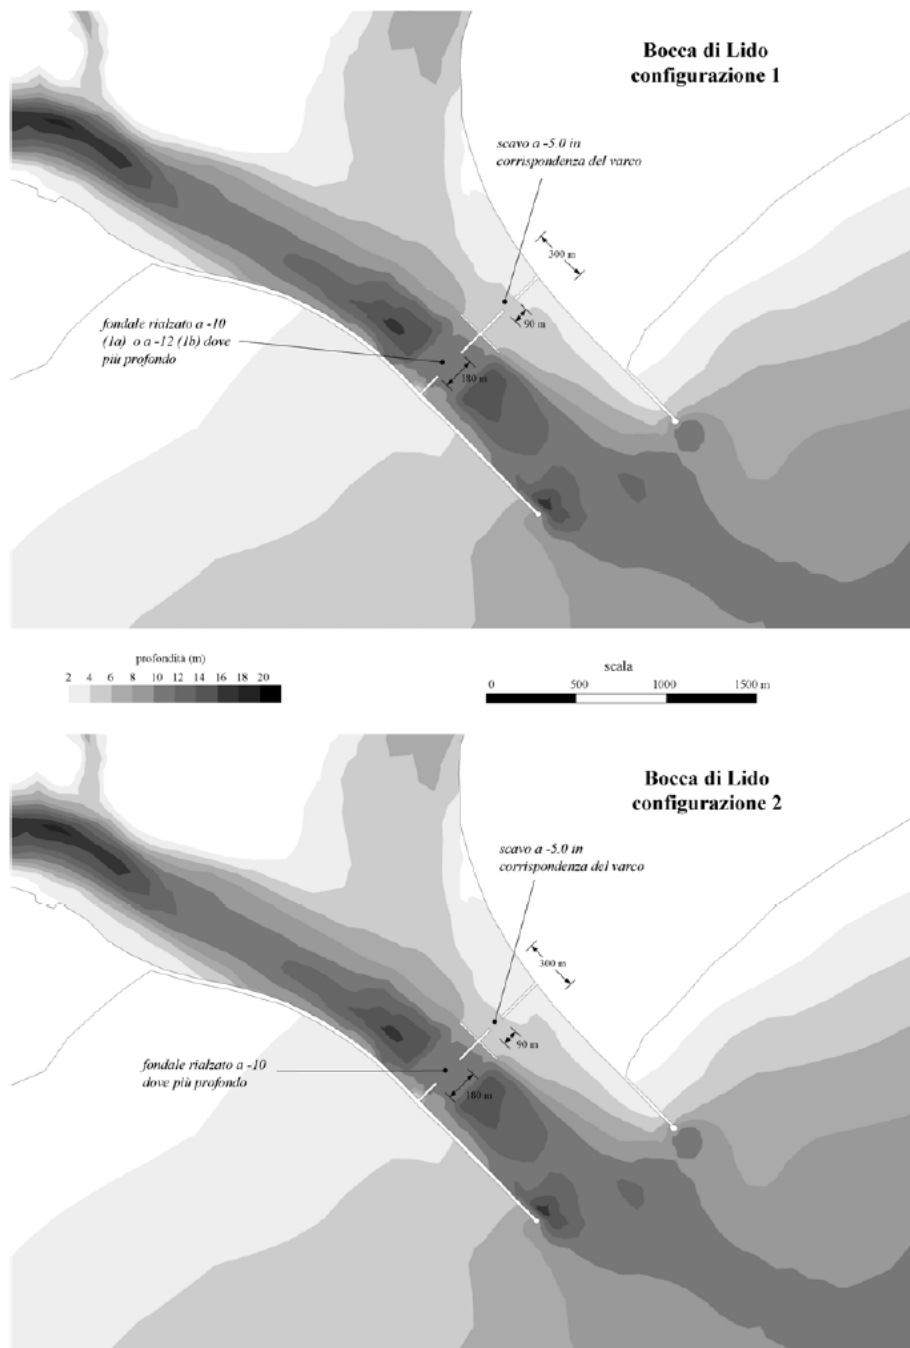 Bocca di Lido
configurazione 1
scavo a -5.0 in
corrispondenza del varco
300 m
90 m
fondale rialzato a -10
(1a) o a -12 (1b) dove
più profondo
180 m
profondità (m)
2 4 6 8 10 12 14 16 18 20
scala
0 500 1000 1500 m
Bocca di Lido
configurazione 2
scavo a -5.0 in
corrispondenza del varco
300 m
90 m
fondale rialzato a -10
dove più profondo
180 m